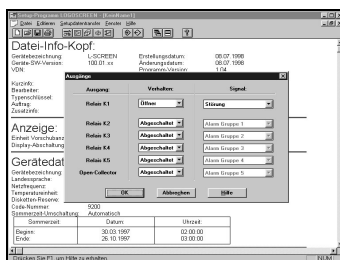 Setup-Programm LOGOSCREEN - [KeinName1]
Datei Editieren Setupdatentransfer Fenster Hilfe
Datei-Info-Kopf:
Gerätebezeichnung: L-SCREEN Erstellungsdatum: 08.07.1998
Geräte-SW-Version: 100.01.xx Änderungsdatum: 08.07.1998
VDN: Programm-Version: 1.04
Kurzinfo:
Bearbeiter:
Typenschlüssel:
Auftrag:
Zusatzinfo:
Anzeige:
Einheit Vorschubanz
Display-Abschaltung
Gerätedat
Gerätebezeichnung:
Landessprache:
Netzfrequenz:
Temperatureinheit:
Disketten-Reserve:
Code-Nummer: 9200
Sommerzeit-Umschaltung: Automatisch
Sommerzeit Datum: Uhrzeit:
Beginn: 30.03.1997 02:00:00
Ende: 26.10.1997 03:00:00
Drücken Sie F1, um Hilfe zu erhalten. NUM
Ausgänge
Ausgang: Verhalten: Signal:
Relais K1 Öffner Störung
Relais K2 Abgeschaltet Alarm Gruppe 1
Relais K3 Abgeschaltet Alarm Gruppe 2
Relais K4 Abgeschaltet Alarm Gruppe 3
Relais K5 Abgeschaltet Alarm Gruppe 4
Open-Collector Abgeschaltet Alarm Gruppe 5
OK Abbrechen Hilfe